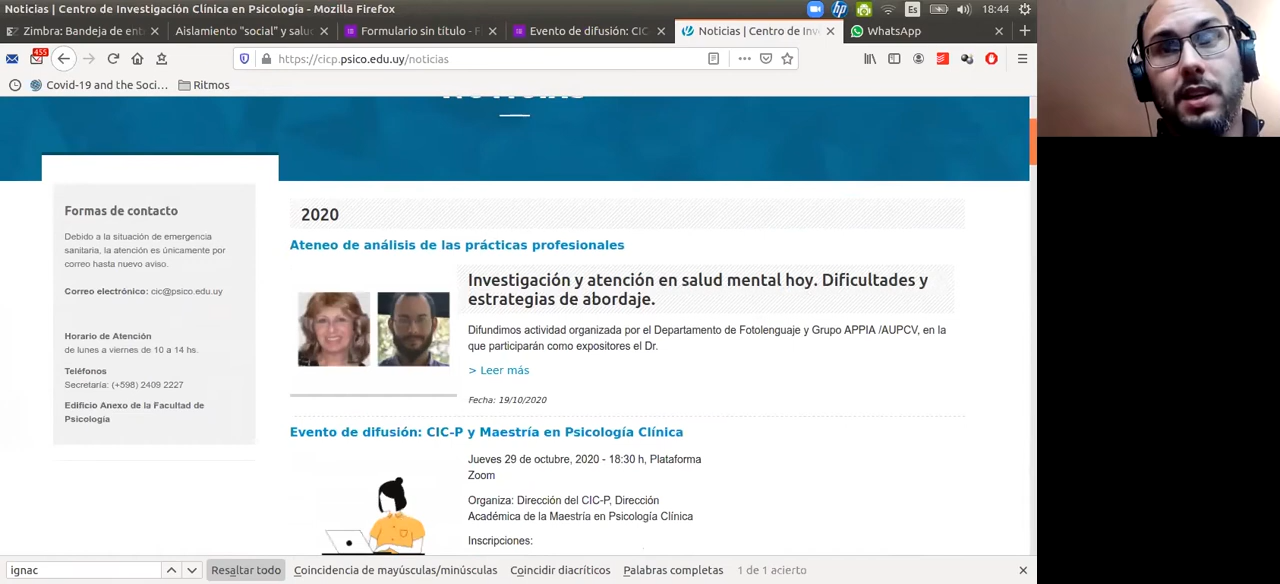 Noticias | Centro de Investigación Clínica en Psicología - Mozilla Firefox
Es
18:44
Zimbra: Bandeja de ent
Aislamiento "social" y salu
Formulario sin título - F
Evento de difusión: CIC-
Noticias | Centro de Inv
WhatsApp
455
https://cicp.psico.edu.uy/noticias
Covid-19 and the Soci...
Ritmos
NOTICIAS
Formas de contacto
Debido a la situación de emergencia
sanitaria, la atención es únicamente por
correo hasta nuevo aviso.
Correo electrónico: cic@psico.edu.uy
Horario de Atención
de lunes a viernes de 10 a 14 hs.
Teléfonos
Secretaría: (+598) 2409 2227
Edificio Anexo de la Facultad de
Psicología
2020
Ateneo de análisis de las prácticas profesionales
Investigación y atención en salud mental hoy. Dificultades y
estrategias de abordaje.
Difundimos actividad organizada por el Departamento de Fotolenguaje y Grupo APPIA /AUPCV, en la
que participarán como expositores el Dr.
> Leer más
Fecha: 19/10/2020
Evento de difusión: CIC-P y Maestría en Psicología Clínica
Jueves 29 de octubre, 2020 - 18:30 h, Plataforma
Zoom
Organiza: Dirección del CIC-P, Dirección
Académica de la Maestría en Psicología Clínica
Inscripciones:
ignac
Resaltar todo
Coincidencia de mayúsculas/minúsculas
Coincidir diacríticos
Palabras completas
1 de 1 acierto